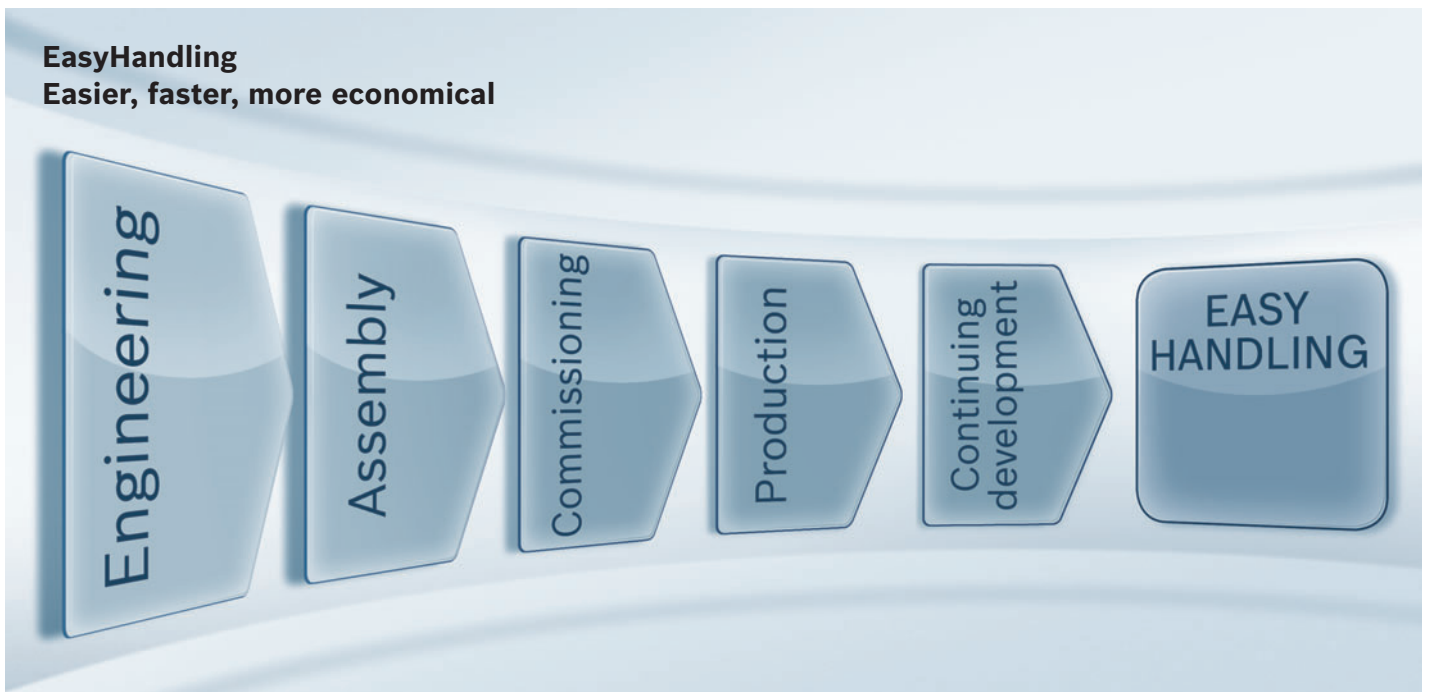 EasyHandling
Easier, faster, more economical
Engineering
Assembly
Commissioning
Production
Continuing
development
EASY
HANDLING